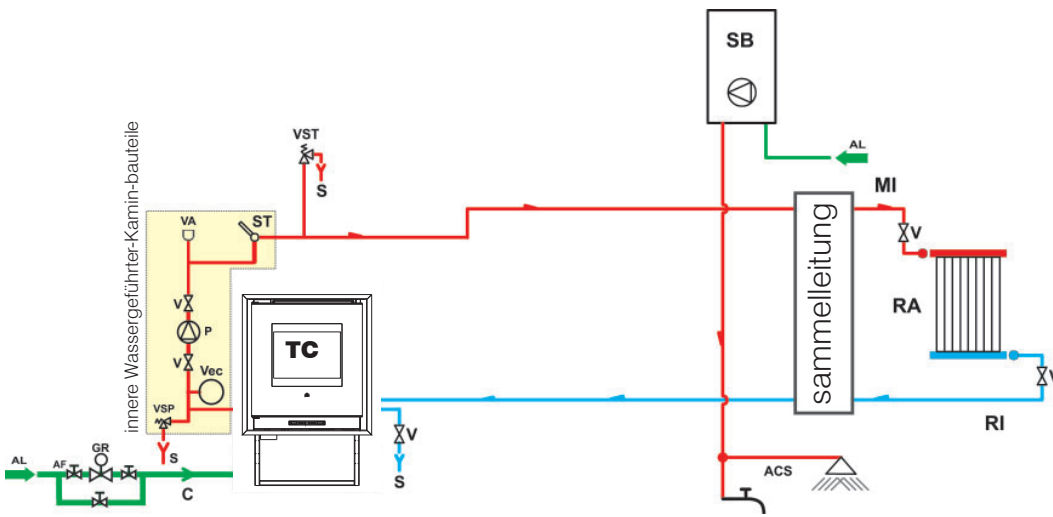 SB
VST
innere Wassergeführter-Kamin-bauteile
AL
S
MI
VA
ST
V
sammelleitung
V
P
RA
TC
V
Vec
V
VSP
RI
V
GR
S
AL
AF
ACS
S
C